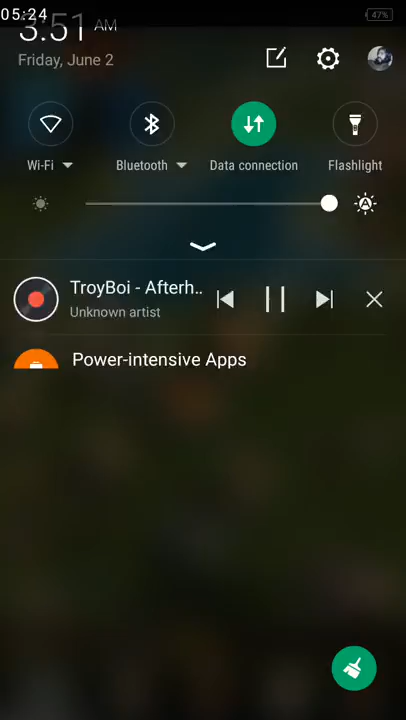 05:24
47%
3:51 AM
Friday, June 2
Wi-Fi
Bluetooth
Data connection
Flashlight
A
TroyBoi - Afterh..
Unknown artist
Power-intensive Apps